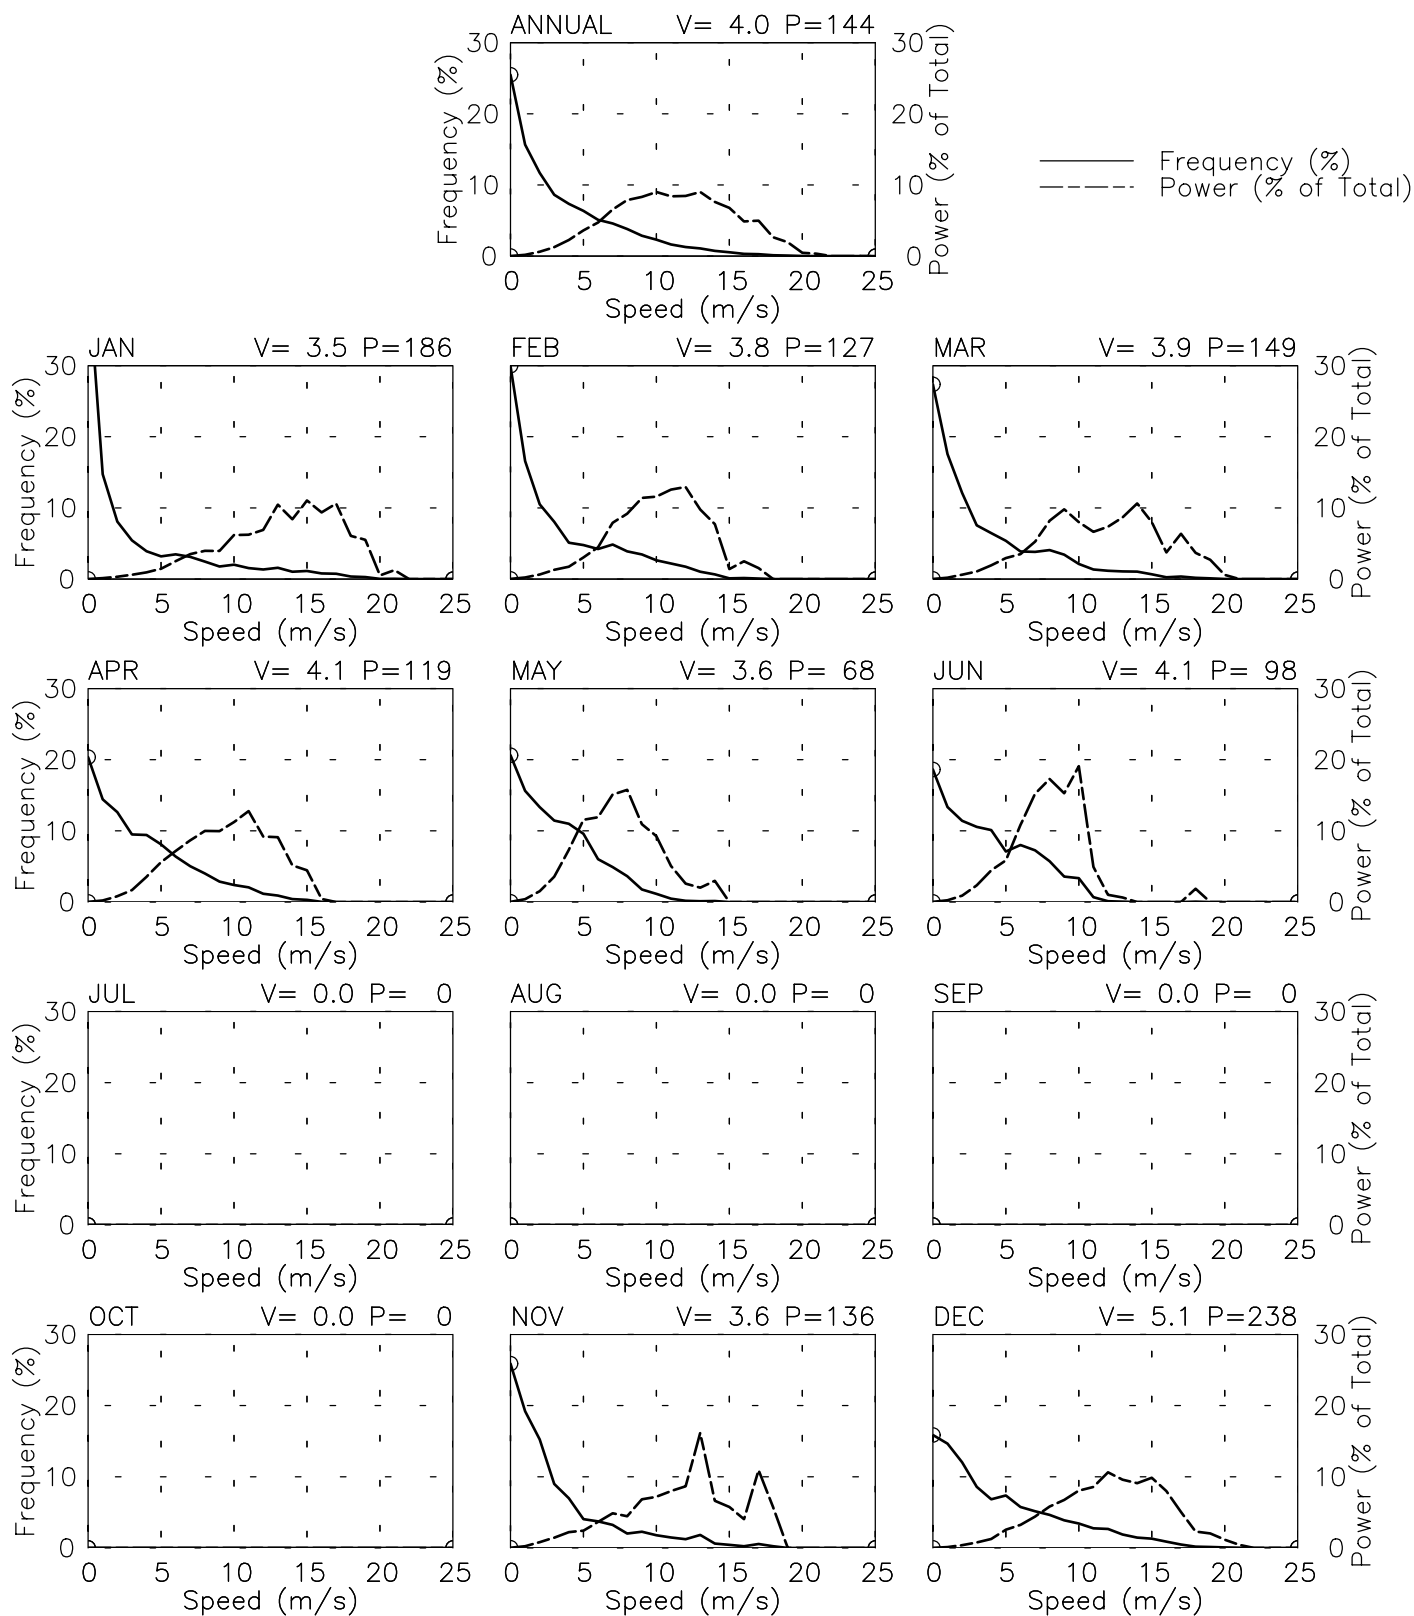 ANNUAL V= 4.0 P=144
30 30
20 20
10 10
0 0
Frequency (%)
Power (% of Total)
0 5 10 15 20 25
Speed (m/s)
Frequency (%)
Power (% of Total)
JAN V= 3.5 P=186 FEB V= 3.8 P=127 MAR V= 3.9 P=149
30 30
20 20
10 10
0 0
Frequency (%)
Power (% of Total)
0 5 10 15 20 25 0 5 10 15 20 25 0 5 10 15 20 25
Speed (m/s) Speed (m/s) Speed (m/s)
APR V= 4.1 P=119 MAY V= 3.6 P= 68 JUN V= 4.1 P= 98
30 30
20 20
10 10
0 0
Frequency (%)
Power (% of Total)
0 5 10 15 20 25 0 5 10 15 20 25 0 5 10 15 20 25
Speed (m/s) Speed (m/s) Speed (m/s)
JUL V= 0.0 P= 0 AUG V= 0.0 P= 0 SEP V= 0.0 P= 0
30 30
20 20
10 10
0 0
Frequency (%)
Power (% of Total)
0 5 10 15 20 25 0 5 10 15 20 25 0 5 10 15 20 25
Speed (m/s) Speed (m/s) Speed (m/s)
OCT V= 0.0 P= 0 NOV V= 3.6 P=136 DEC V= 5.1 P=238
30 30
20 20
10 10
0 0
Frequency (%)
Power (% of Total)
0 5 10 15 20 25 0 5 10 15 20 25 0 5 10 15 20 25
Speed (m/s) Speed (m/s) Speed (m/s)